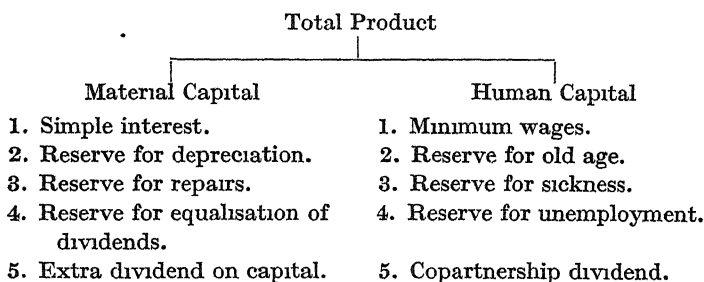 Total Product
Material Capital
1. Simple interest.
2. Reserve for depreciation.
3. Reserve for repairs.
4. Reserve for equalisation of
dividends.
5. Extra dividend on capital.
Human Capital
1. Minimum wages.
2. Reserve for old age.
3. Reserve for sickness.
4. Reserve for unemployment.
5. Copartnership dividend.